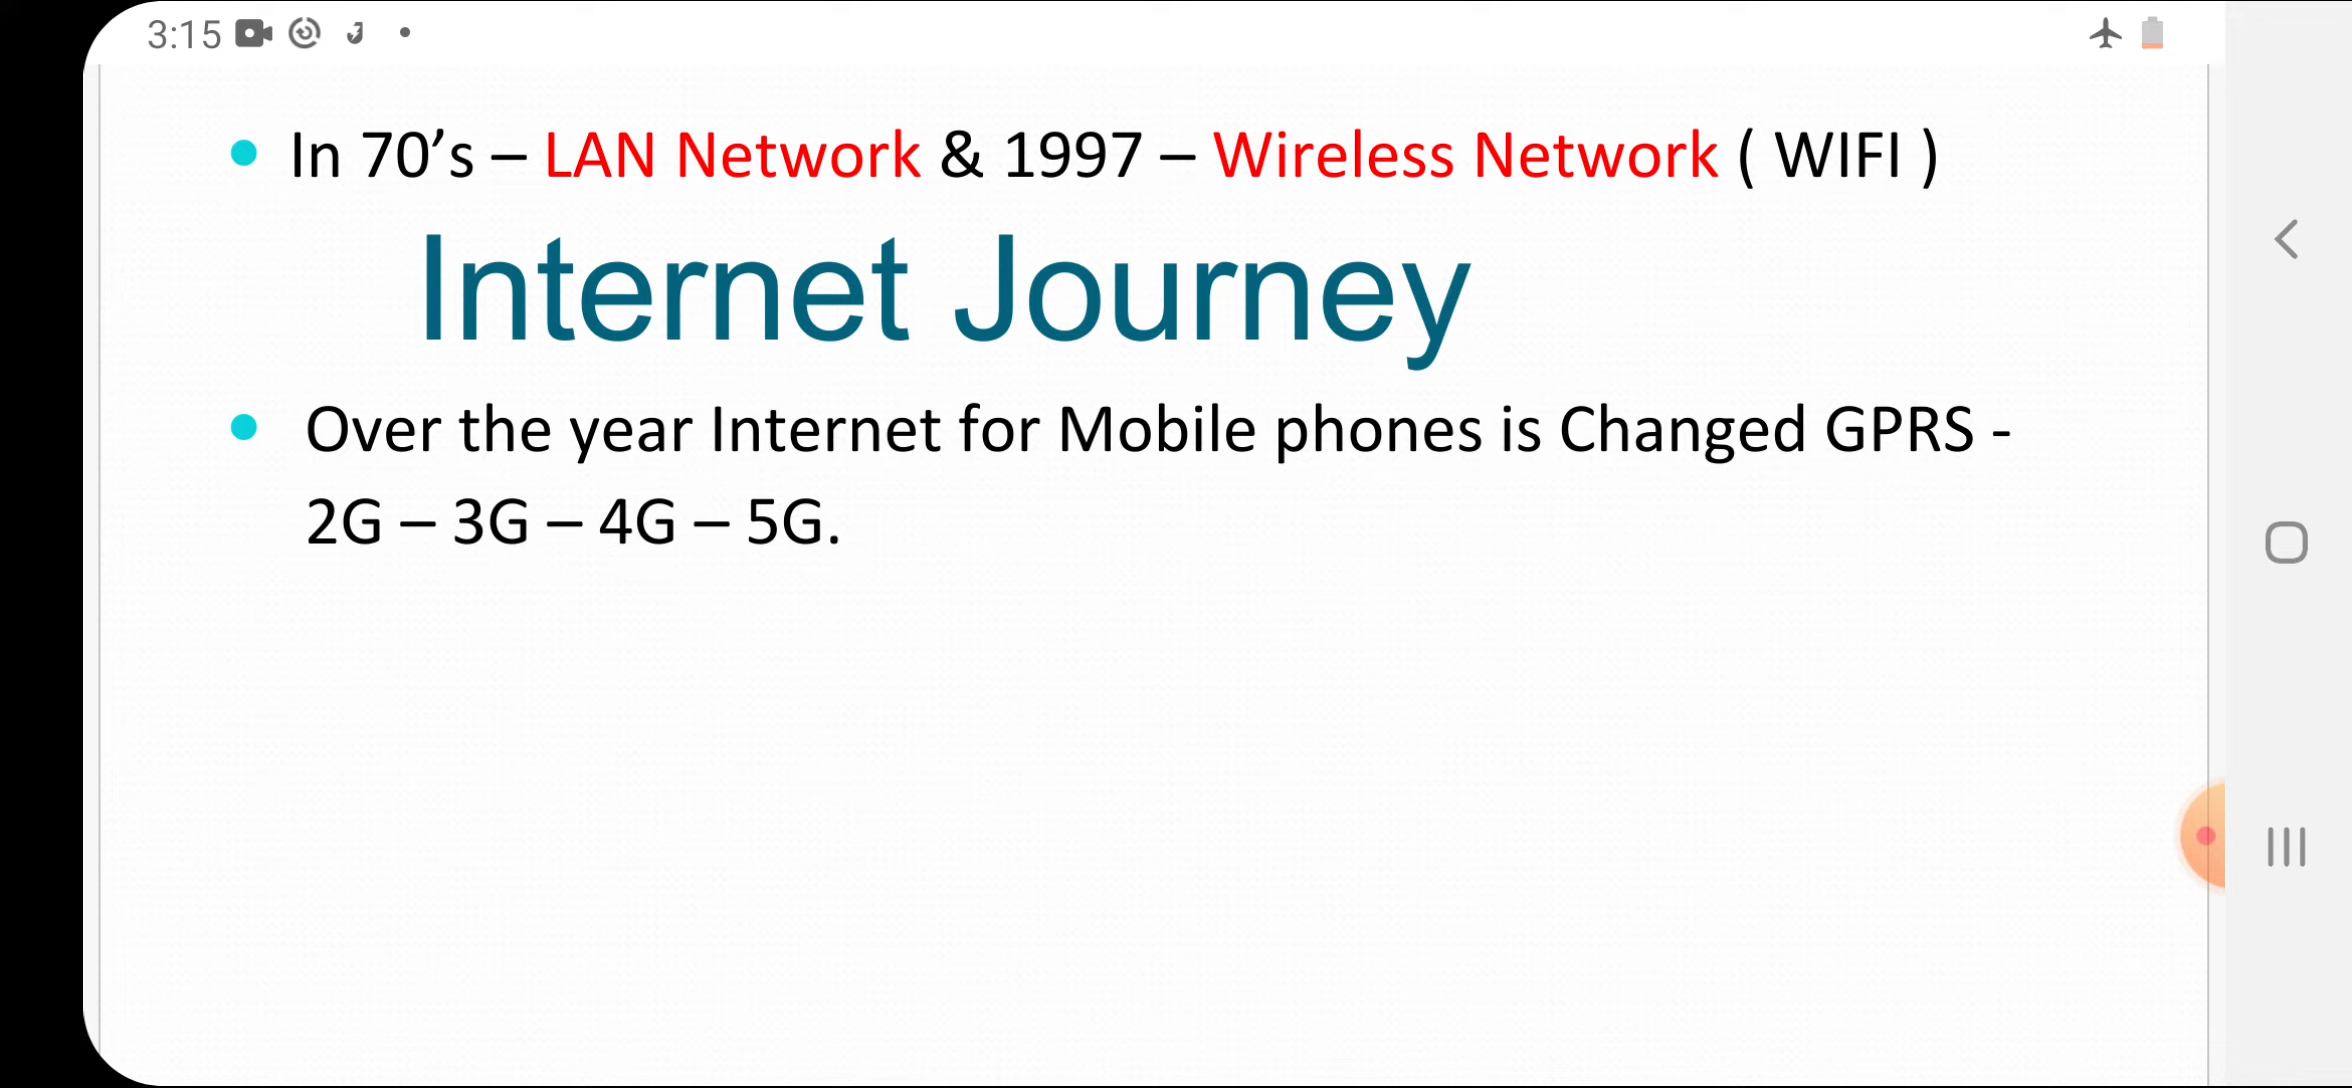 3:15
• In 70’s – LAN Network & 1997 – Wireless Network ( WIFI )
Internet Journey
• Over the year Internet for Mobile phones is Changed GPRS -
2G – 3G – 4G – 5G.